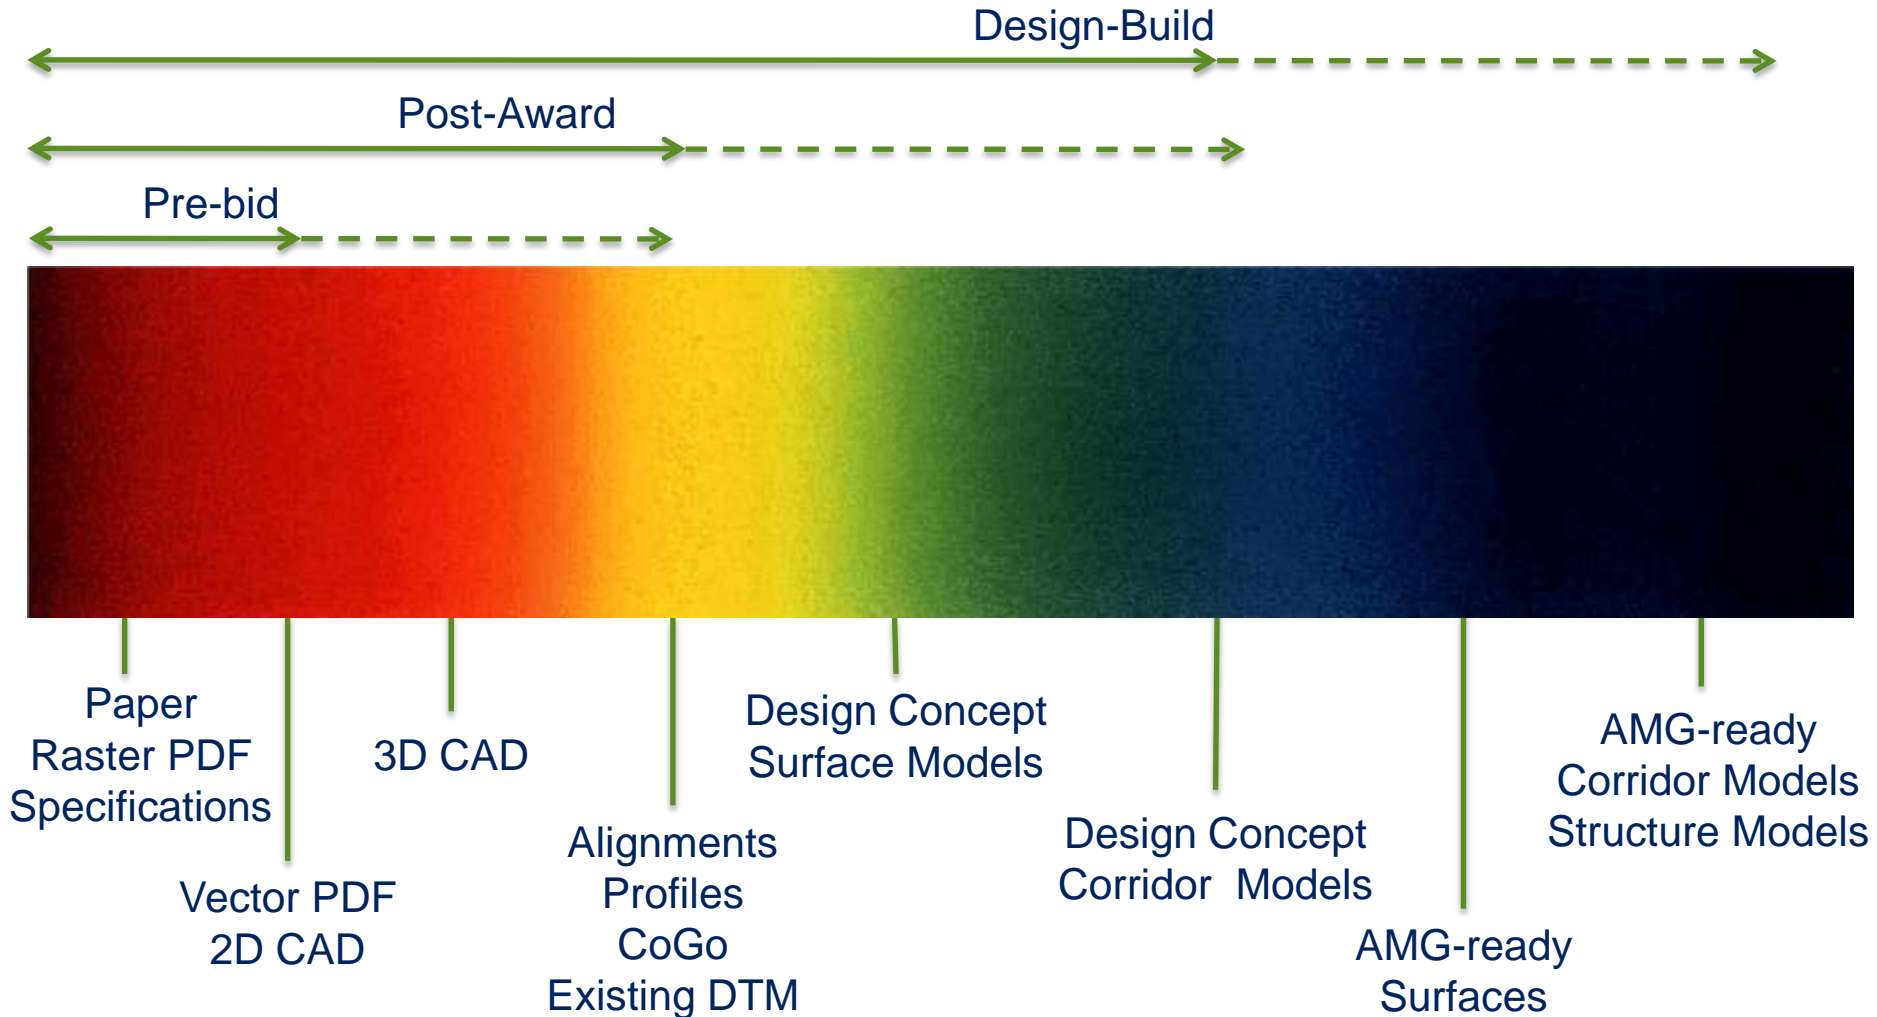 Design-Build
Post-Award
Pre-bid
Paper
Raster PDF
Specifications
Vector PDF
2D CAD
3D CAD
Alignments
Profiles
CoGo
Existing DTM
Design Concept
Surface Models
Design Concept
Corridor  Models
AMG-ready
Surfaces
AMG-ready
Corridor Models
Structure Models